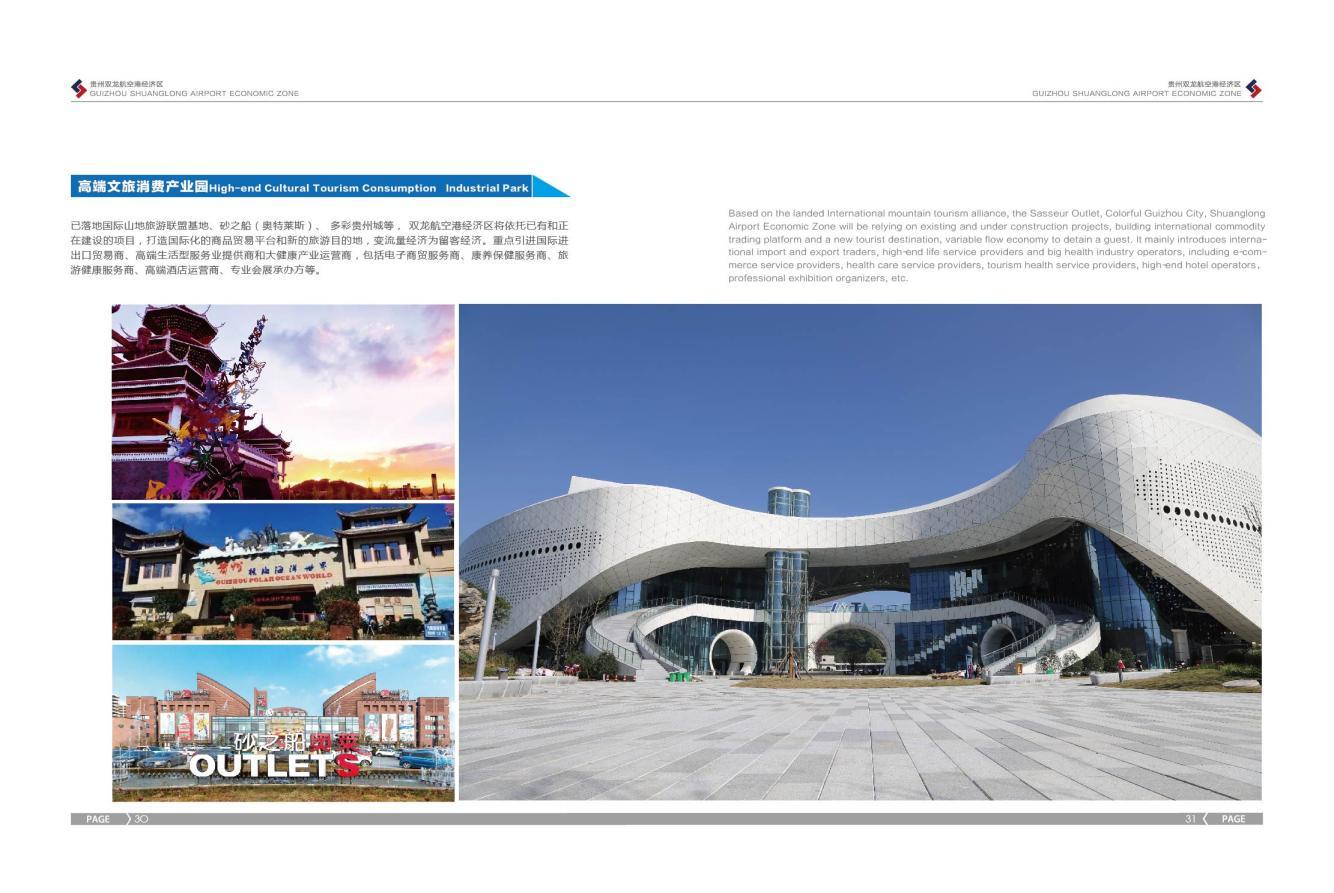 贵州双龙航空港经济区
GUIZHOU SHUANGLONG AIRPORT ECONOMIC ZONE
贵州双龙航空港经济区
GUIZHOU SHUANGLONG AIRPORT ECONOMIC ZONE
高端文旅消费产业园High-end Cultural Tourism Consumption Industrial Park
已落地国际山地旅游联盟基地、砂之船（奥特莱斯）、 多彩贵州城等， 双龙航空港经济区将依托已有和正
在建设的项目，打造国际化的商品贸易平台和新的旅游目的地，变流量经济为留客经济。重点引进国际进
出口贸易商、高端生活型服务业提供商和大健康产业运营商，包括电子商贸服务商、康养保健服务商、旅
游健康服务商、高端酒店运营商、专业会展承办方等。
Based on the landed International mountain tourism alliance, the Sasseur Outlet, Colorful Guizhou City, Shuanglong
Airport Economic Zone will be relying on existing and under construction projects, building international commodity
trading platform and a new tourist destination, variable flow economy to detain a guest. It mainly introduces interna-
tional import and export traders, high-end life service providers and big health industry operators, including e-com-
merce service providers, health care service providers, tourism health service providers, high-end hotel operators,
professional exhibition organizers, etc.
贵州 极地海洋世界
GUIZHOU POLAR OCEAN WORLD
砂之船
OUTLETS
PAGE 30
31 PAGE